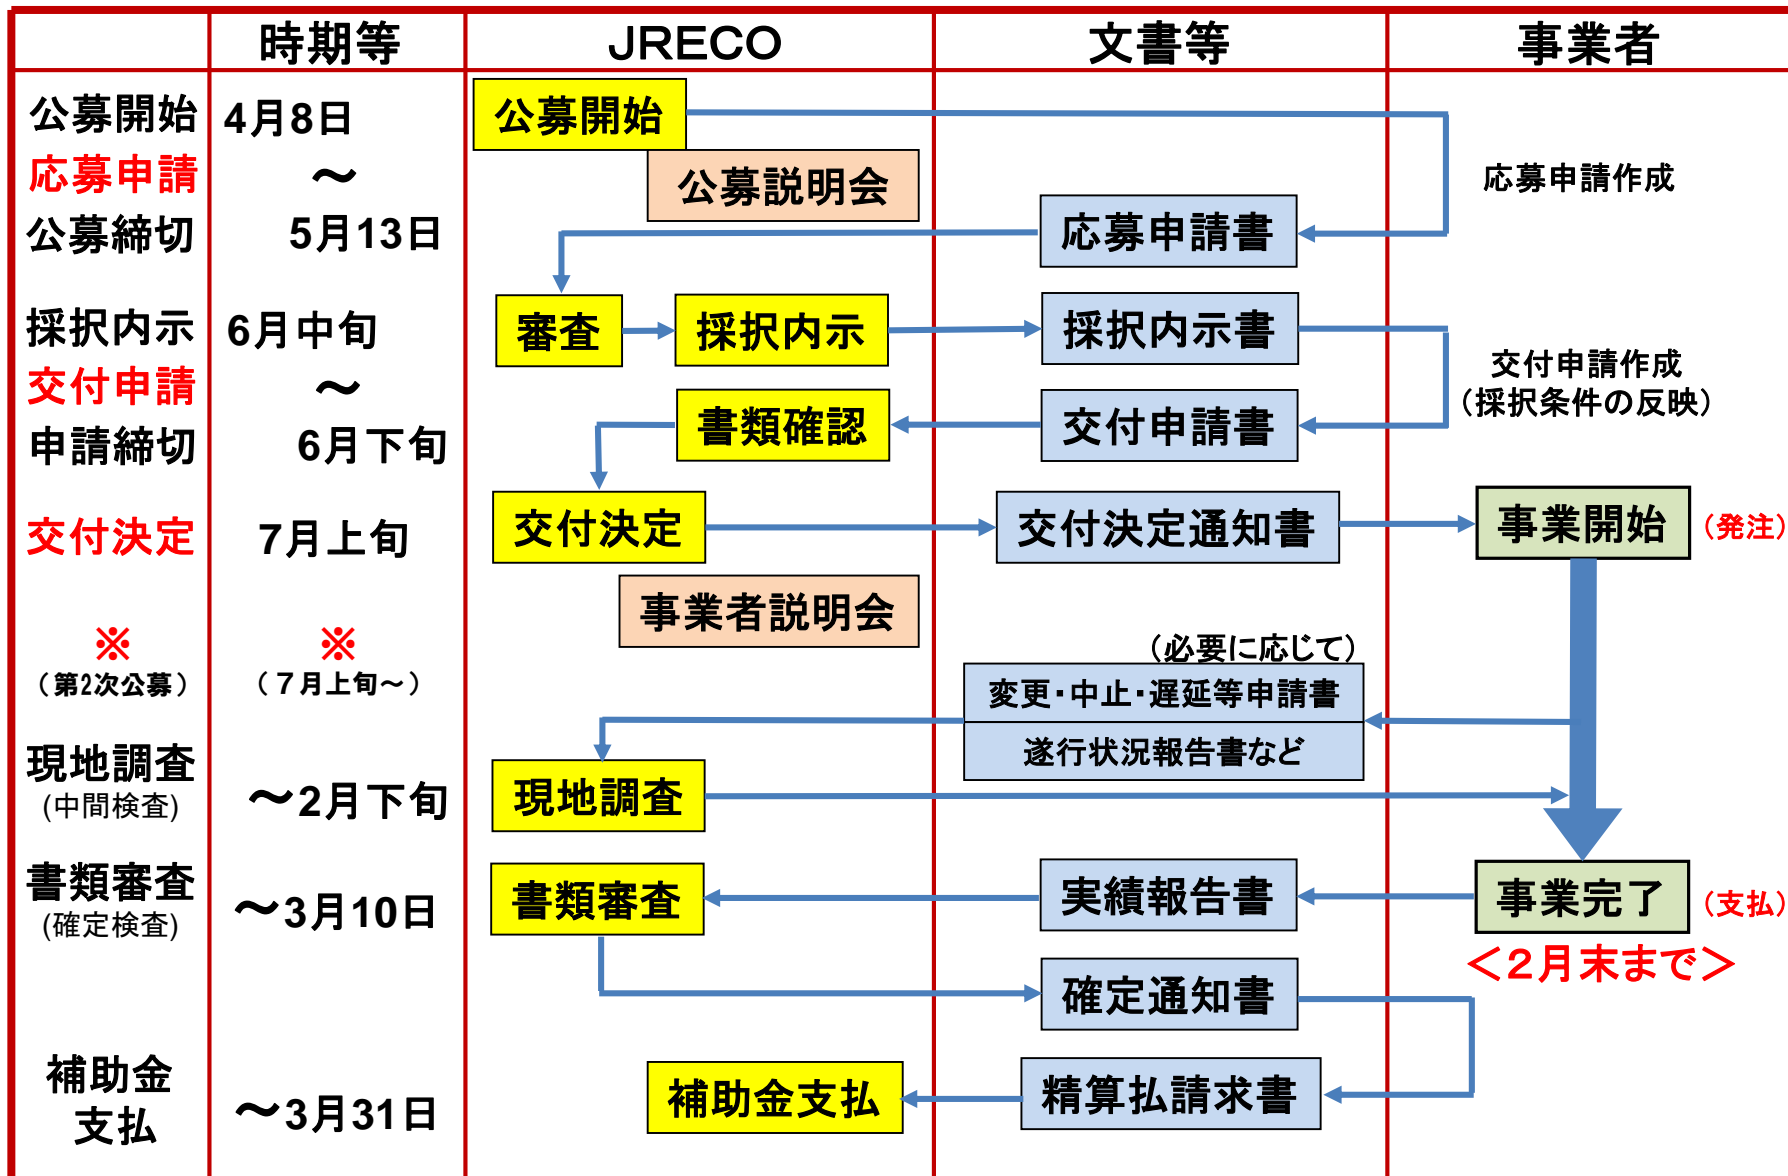 時期等
JRECO
文書等
事業者
公募開始
4月8日
公募開始
応募申請
～
公募説明会
応募申請作成
公募締切
5月13日
応募申請書
採択内示
6月中旬
審査
採択内示
採択内示書
交付申請
～
交付申請作成
（採択条件の反映）
申請締切
6月下旬
書類確認
交付申請書
交付決定
7月上旬
交付決定
交付決定通知書
事業開始
（発注）
事業者説明会
※
※
（第2次公募）
（７月上旬～）
（必要に応じて）
変更・中止・遅延等申請書
遂行状況報告書など
現地調査
(中間検査)
～2月下旬
現地調査
書類審査
(確定検査)
～3月10日
書類審査
実績報告書
事業完了
（支払）
＜２月末まで＞
確定通知書
補助金
支払
～3月31日
補助金支払
精算払請求書